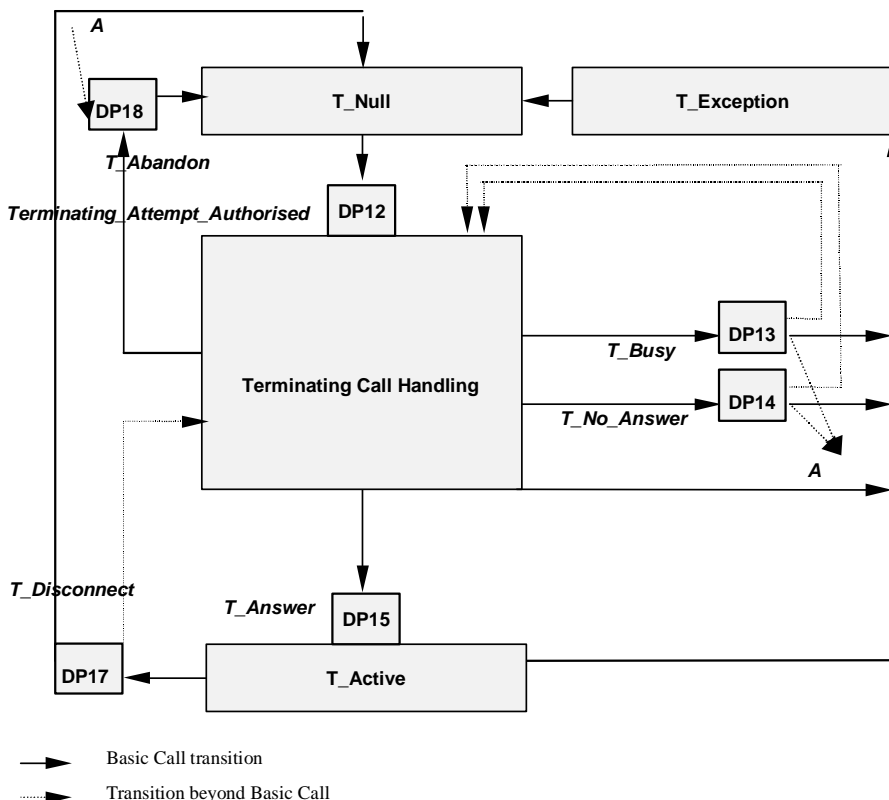 A
T_Null
T_Exception
DP18
T_Abandon
Terminating_Attempt_Authorised
DP12
DP13
T_Busy
Terminating Call Handling
DP14
T_No_Answer
A
T_Disconnect
T_Answer
DP15
DP17
T_Active
Basic Call transition
Transition beyond Basic Call